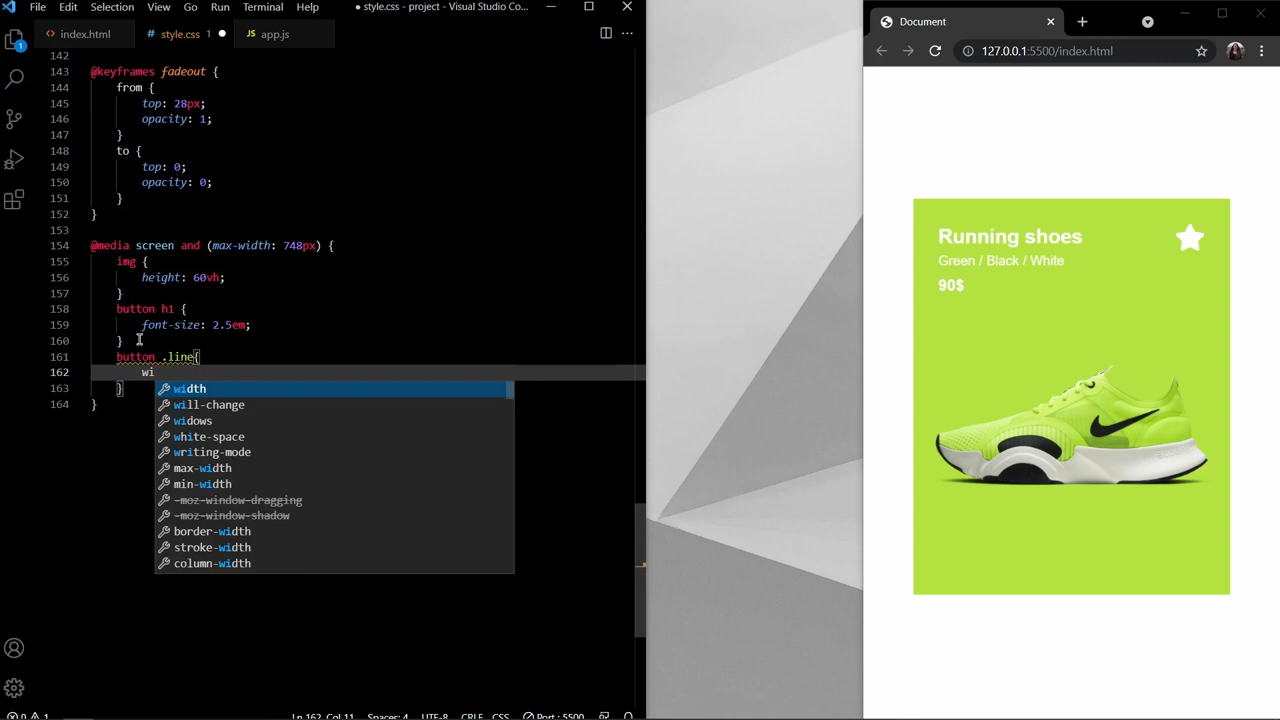 File Edit Selection View Go Run Terminal Help ● style.css - project - Visual Studio Co...
index.html
style.css 1
app.js
142
143 @keyframes fadeout {
144 from {
145 top: 28px;
146 opacity: 1;
147 }
148 to {
149 top: 0;
150 opacity: 0;
151 }
152 }
153
154 @media screen and (max-width: 748px) {
155 img {
156 height: 60vh;
157 }
158 button h1 {
159 font-size: 2.5em;
160 }
161 button .line{
162 wi
163 }
164 }
width
will-change
widows
white-space
writing-mode
max-width
min-width
-moz-window-dragging
-moz-window-shadow
border-width
stroke-width
column-width
1
0 1 Ln 162, Col 11 Spaces: 4 UTF-8 CRLF CSS Port : 5500
Document
127.0.0.1:5500/index.html
Running shoes
Green / Black / White
90$